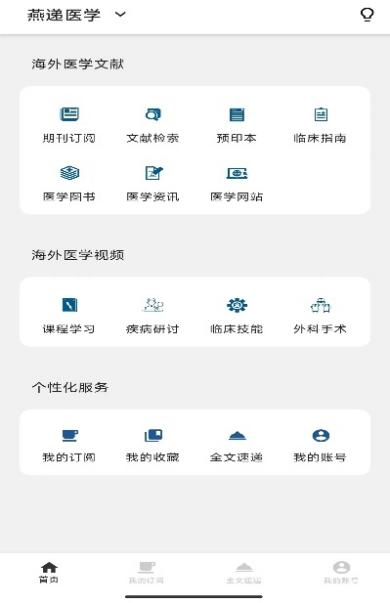 燕递医学
海外医学文献
期刊订阅 文献检索 预印本 临床指南
医学图书 医学资讯 医学网站
海外医学视频
课程学习 疾病研讨 临床技能 外科手术
个性化服务
我的订阅 我的收藏 全文速递 我的账号
首页 我的订阅 全文速递 我的账号